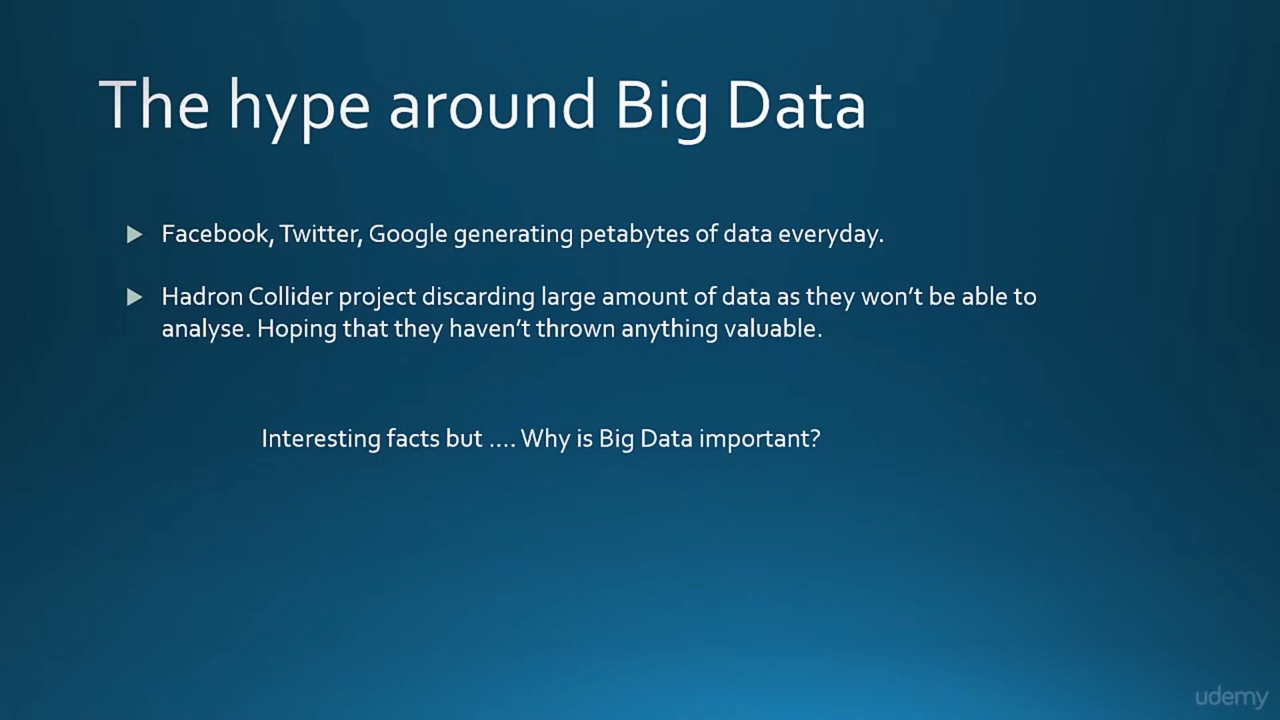 The hype around Big Data
Facebook, Twitter, Google generating petabytes of data everyday.
Hadron Collider project discarding large amount of data as they won't be able to
analyse. Hoping that they haven't thrown anything valuable.
Interesting facts but .... Why is Big Data important?
udemy